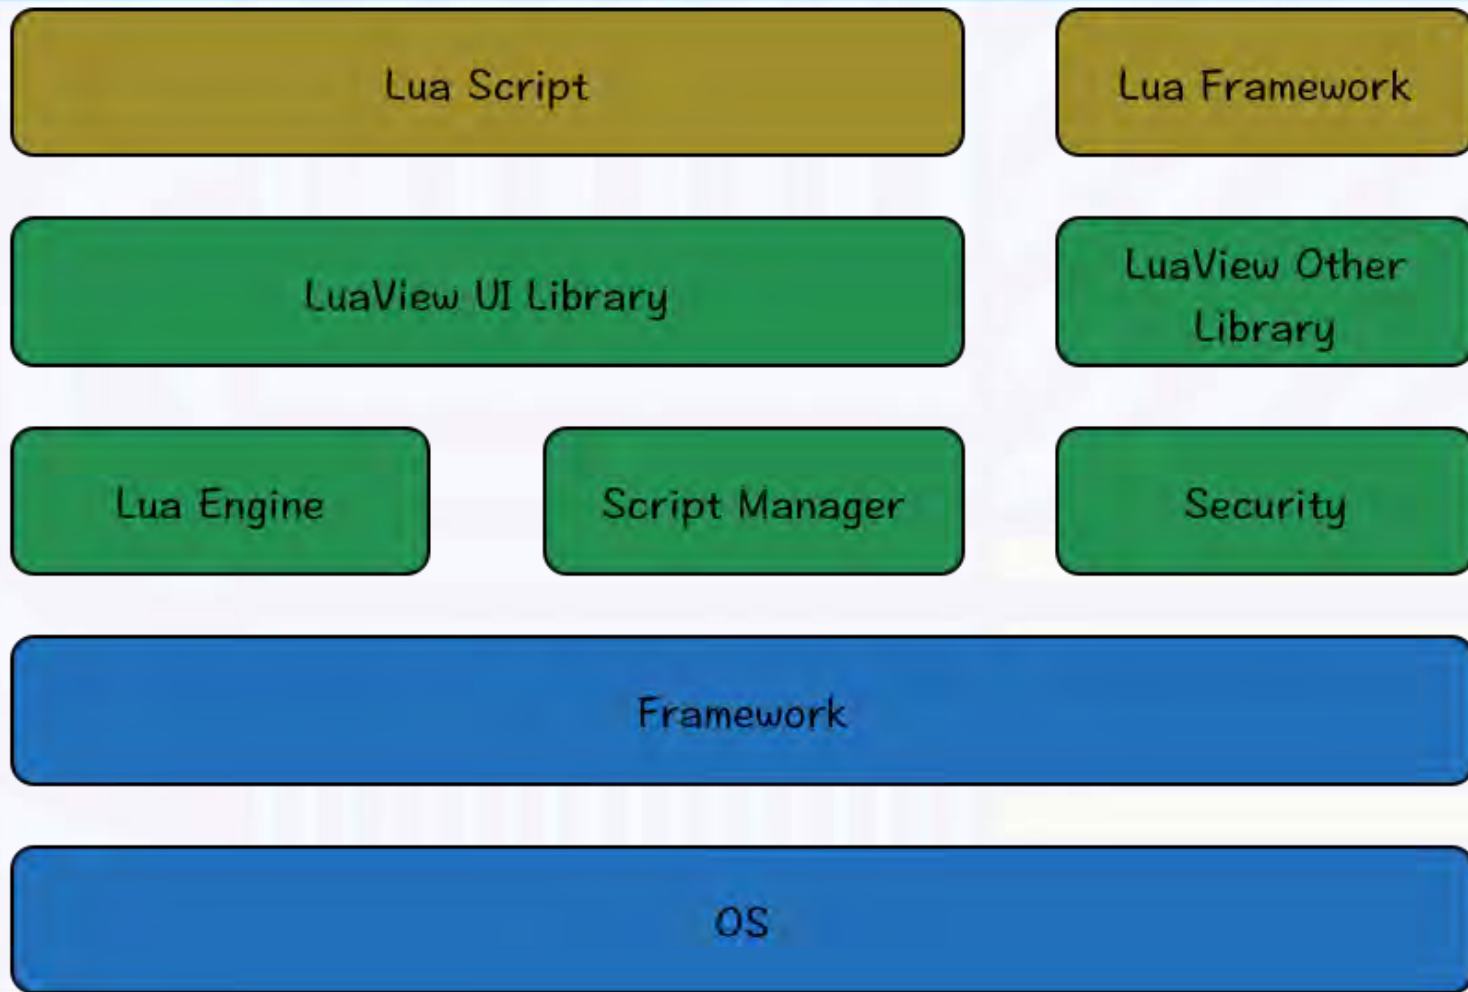 Lua Script
Lua Framework
LuaView UI Library
LuaView Other
Library
Lua Engine
Script Manager
Security
Framework
OS